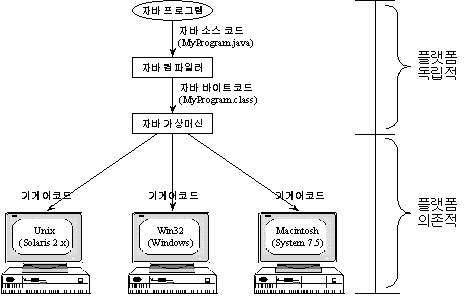 자바 프로그램
자바 소스 코드
(MyProgram.java)
자바 컴파일러
자바 바이트 코드
(MyProgram.class)
자바 가상머신
플랫폼
독립적
기계어코드
기계어코드
기계어코드
Unix
(Solaris 2.x)
Win32
(Windows)
Macintosh
(System 7.5)
플랫폼
의존적